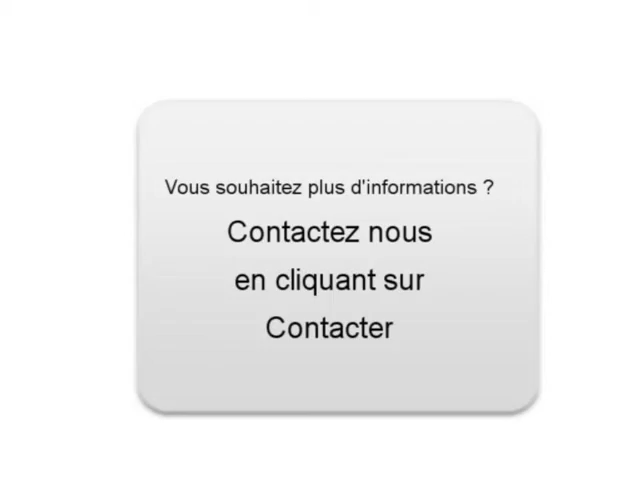 Vous souhaitez plus d'informations ?
Contactez nous
en cliquant sur
Contacter